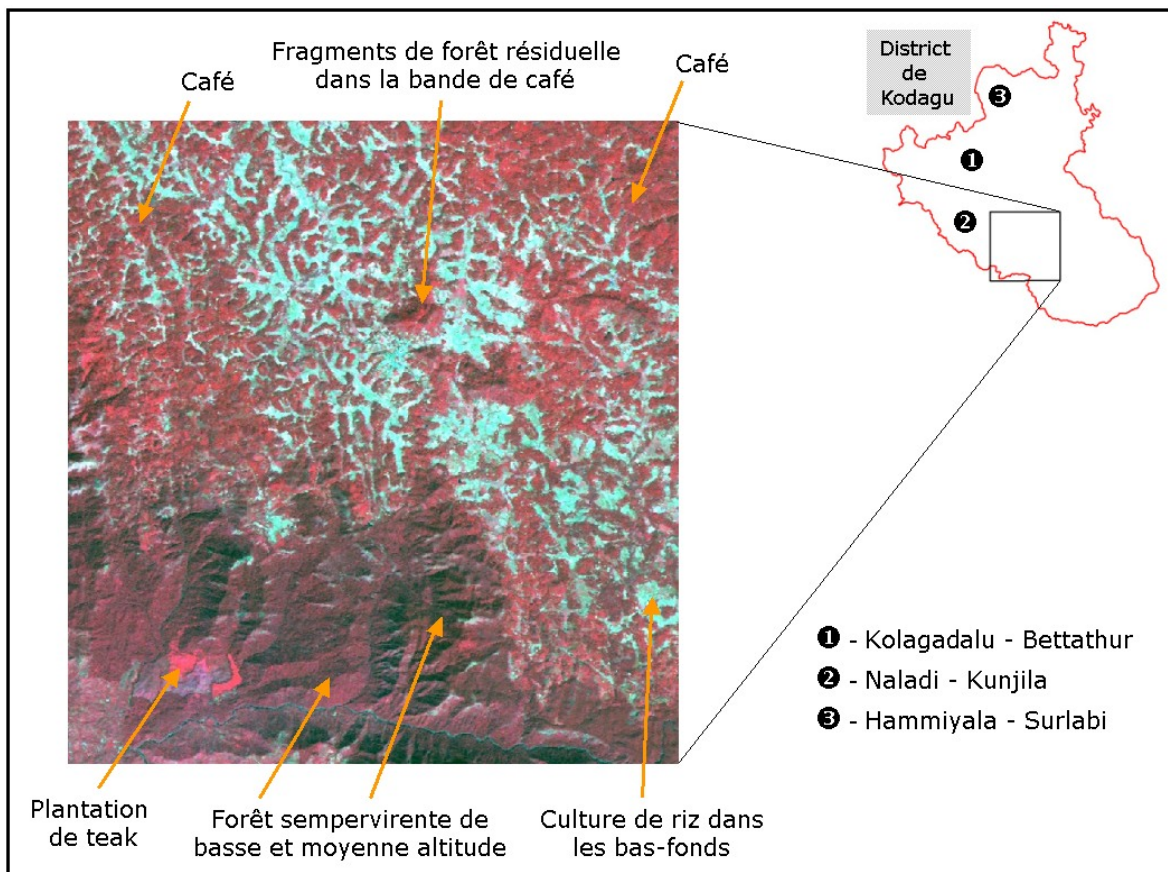 Fragments de forêt résiduelle
dans la bande de café
Café
Café
District
de
Kodagu
❸
❶
❷
❶ - Kolagadalu - Bettathur
❷ - Naladi - Kunjila
❸ - Hammiyala - Surlabi
Plantation
de teak
Forêt sempervirente de
basse et moyenne altitude
Culture de riz dans
les bas-fonds